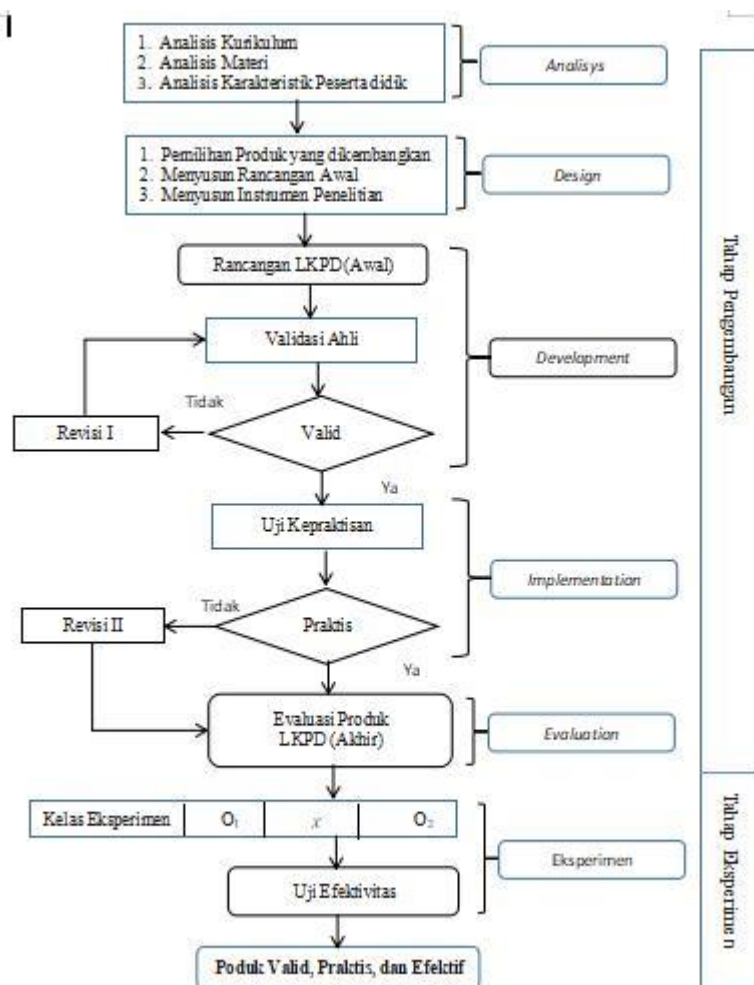 1. Analisis Kurikulum
2. Analisis Materi
3. Analisis Karakteristik Peserta didik
Analisys
1. Pemilihan Produk yang dikembangkan
2. Menyusun Rancangan Awal
3. Menyusun Instrumen Penelitian
Design
Rancangan LKPD (Awal)
Validasi Ahli
Development
Tidak
Revisi I
Valid
Ya
Uji Kepraktisan
Implementation
Tidak
Revisi II
Praktis
Ya
Evaluasi Produk
LKPD (Akhir)
Evaluation
Tahap Pengembangan
Kelas Eksperimen O₁ x O₂
Eksperimen
Uji Efektivitas
Tahap Eksperime n
Poduk Valid, Praktis, dan Efektif